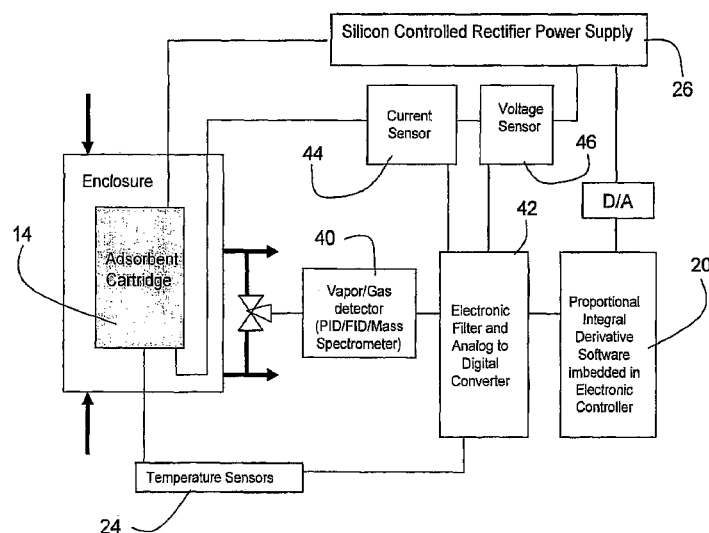 Silicon Controlled Rectifier Power Supply
26
Current
Sensor
Voltage
Sensor
44
46
Enclosure
D/A
14
Adsorbent
Cartridge
40
42
20
Vapor/Gas
detector
(PID/FID/Mass
Spectrometer)
Electronic
Filter and
Analog to
Digital
Converter
Proportional
Integral
Derivative
Software
imbedded in
Electronic
Controller
Temperature Sensors
24